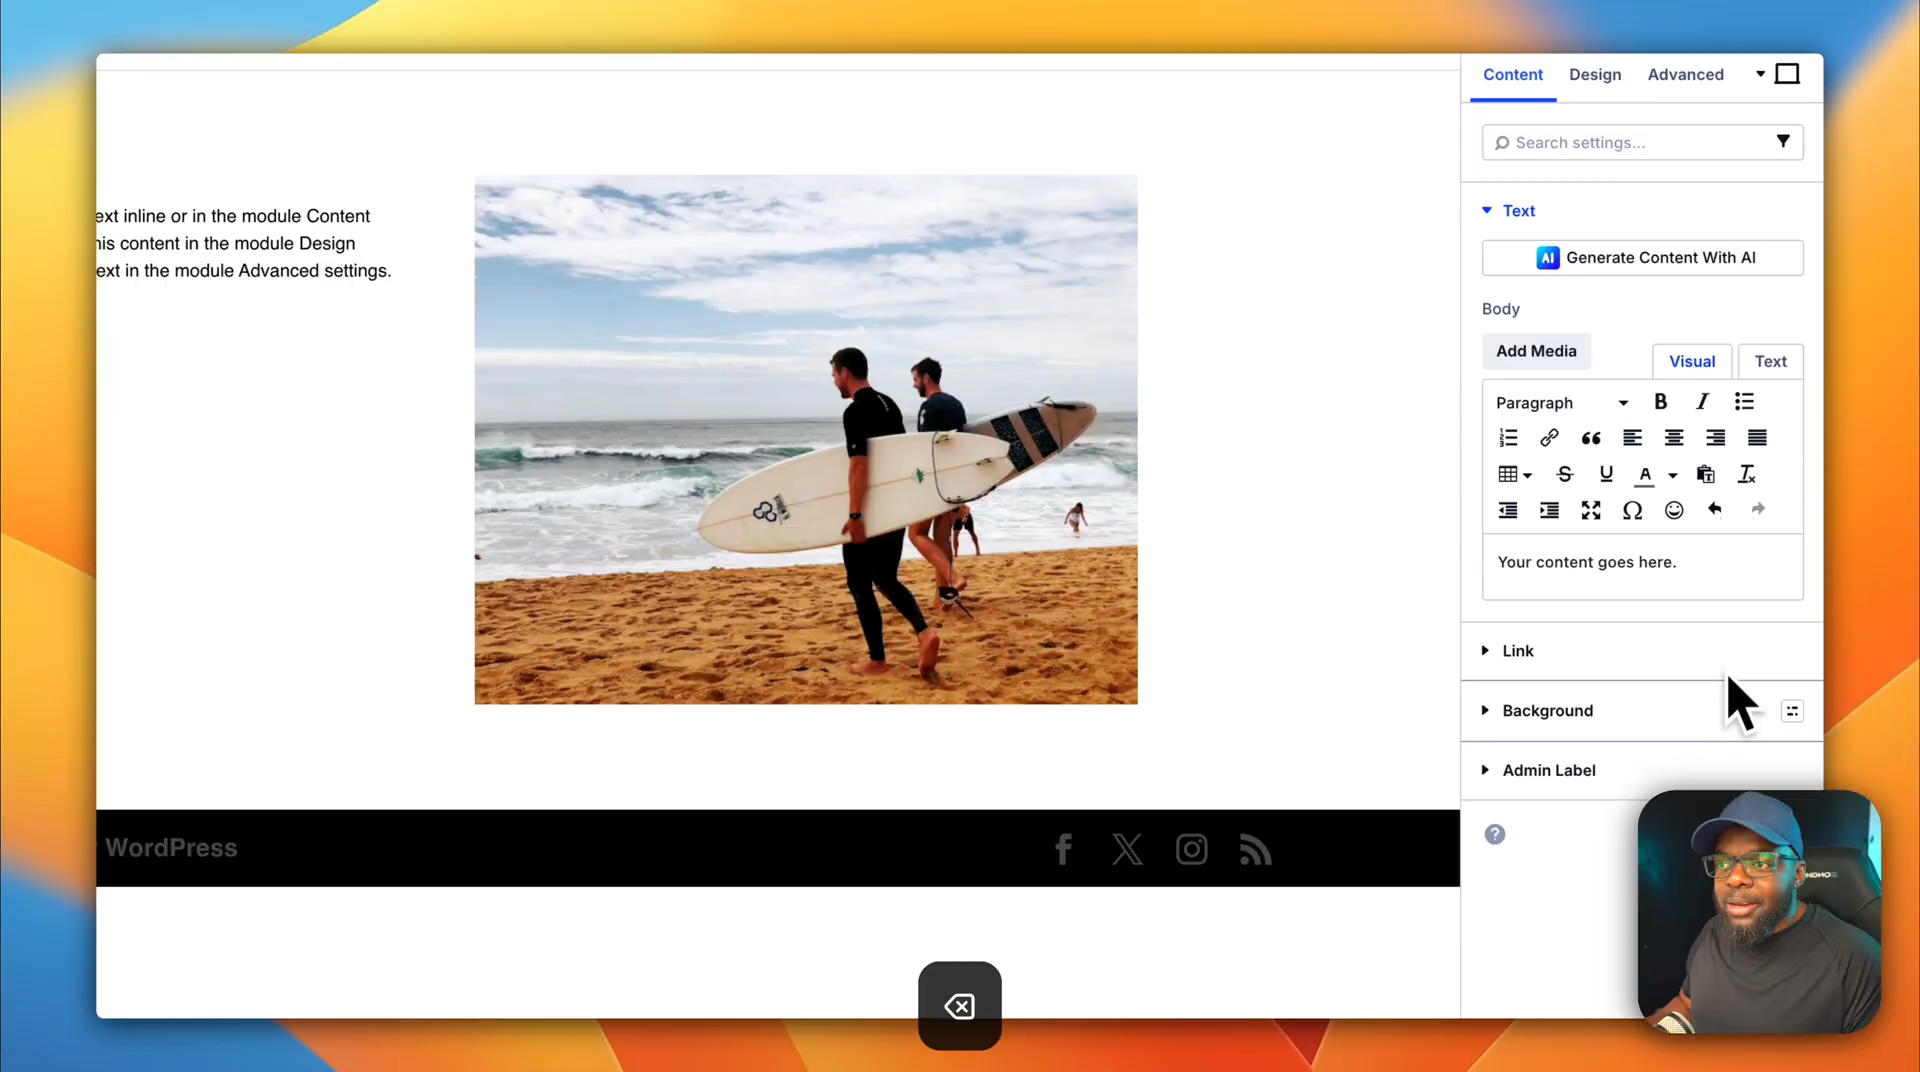 Content Design Advanced
Search settings...
ext inline or in the module Content
his content in the module Design
ext in the module Advanced settings.
Text
AI Generate Content With AI
Body
Add Media
Visual Text
Paragraph B I
Your content goes here.
Link
Background
Admin Label
?
WordPress